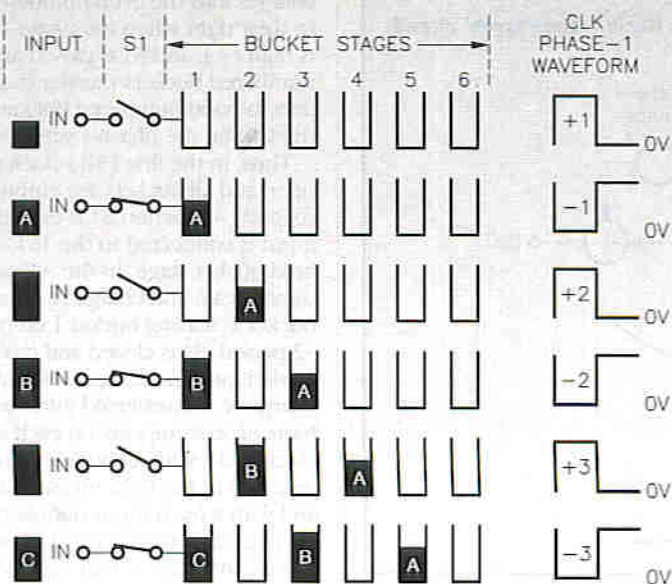 INPUT S1 BUCKET STAGES CLK PHASE-1 WAVEFORM
1 2 3 4 5 6
IN +1 0V
A IN A -1 0V
IN A +2 0V
B IN B A -2 0V
IN B A +3 0V
C IN C B A -3 0V